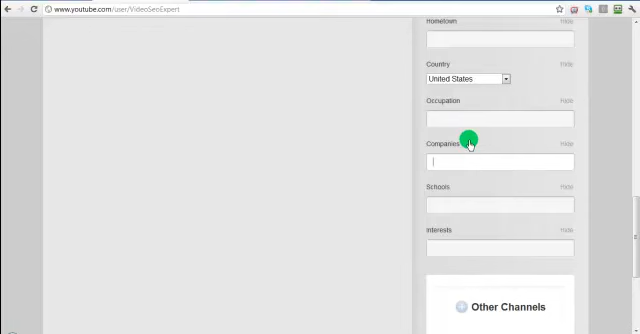 www.youtube.com/user/VideoSeoExpert
Hometown Hide
Country Hide
United States
Occupation Hide
Companies Hide
Schools Hide
Interests Hide
Other Channels